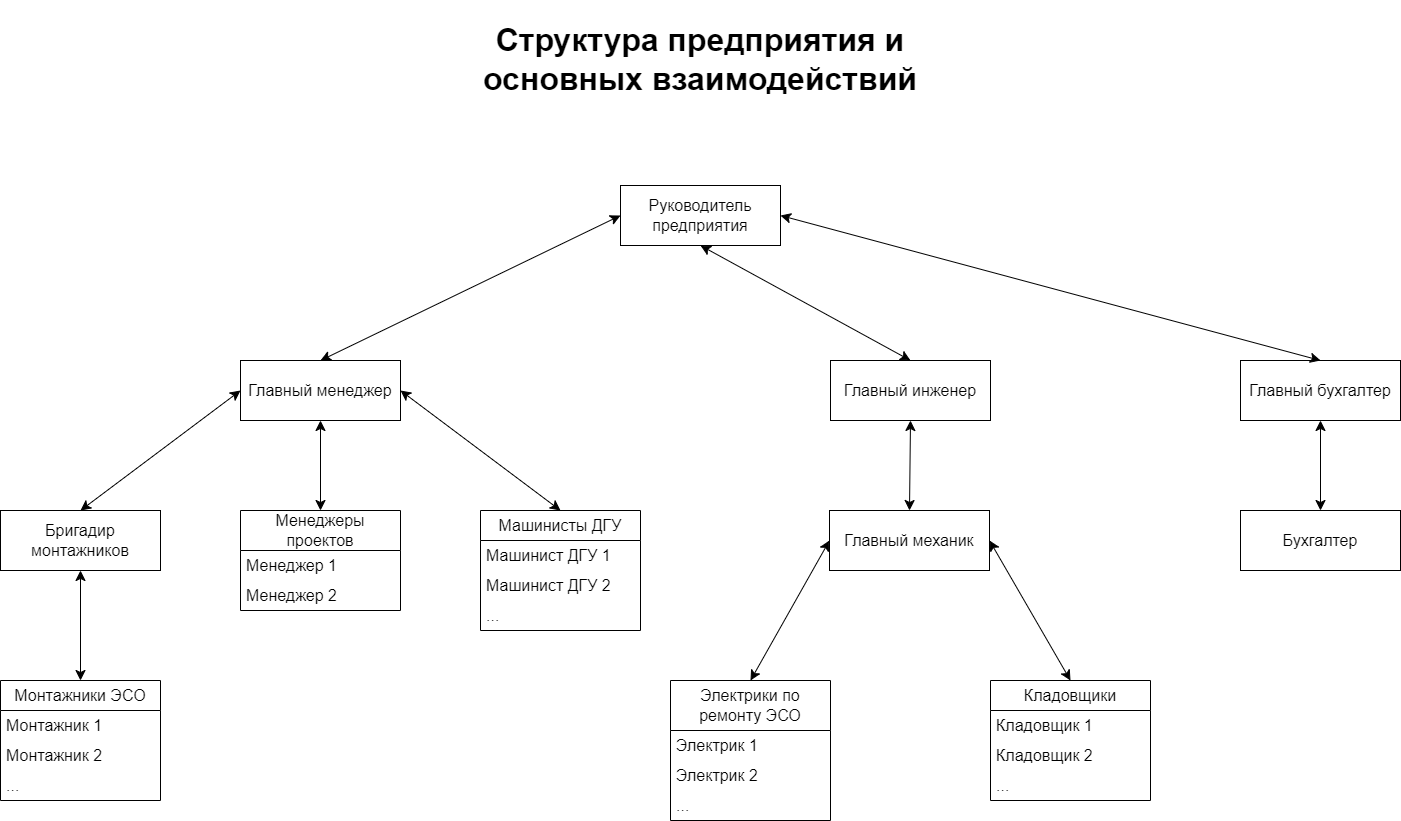 Структура предприятия и
основных взаимодействий
Руководитель
предприятия
Главный менеджер
Главный инженер
Главный бухгалтер
Бригадир
монтажников
Менеджеры
проектов
Менеджер 1
Менеджер 2
Машинисты ДГУ
Машинист ДГУ 1
Машинист ДГУ 2
...
Главный механик
Бухгалтер
Монтажники ЭСО
Монтажник 1
Монтажник 2
...
Электрики по
ремонту ЭСО
Электрик 1
Электрик 2
...
Кладовщики
Кладовщик 1
Кладовщик 2
...